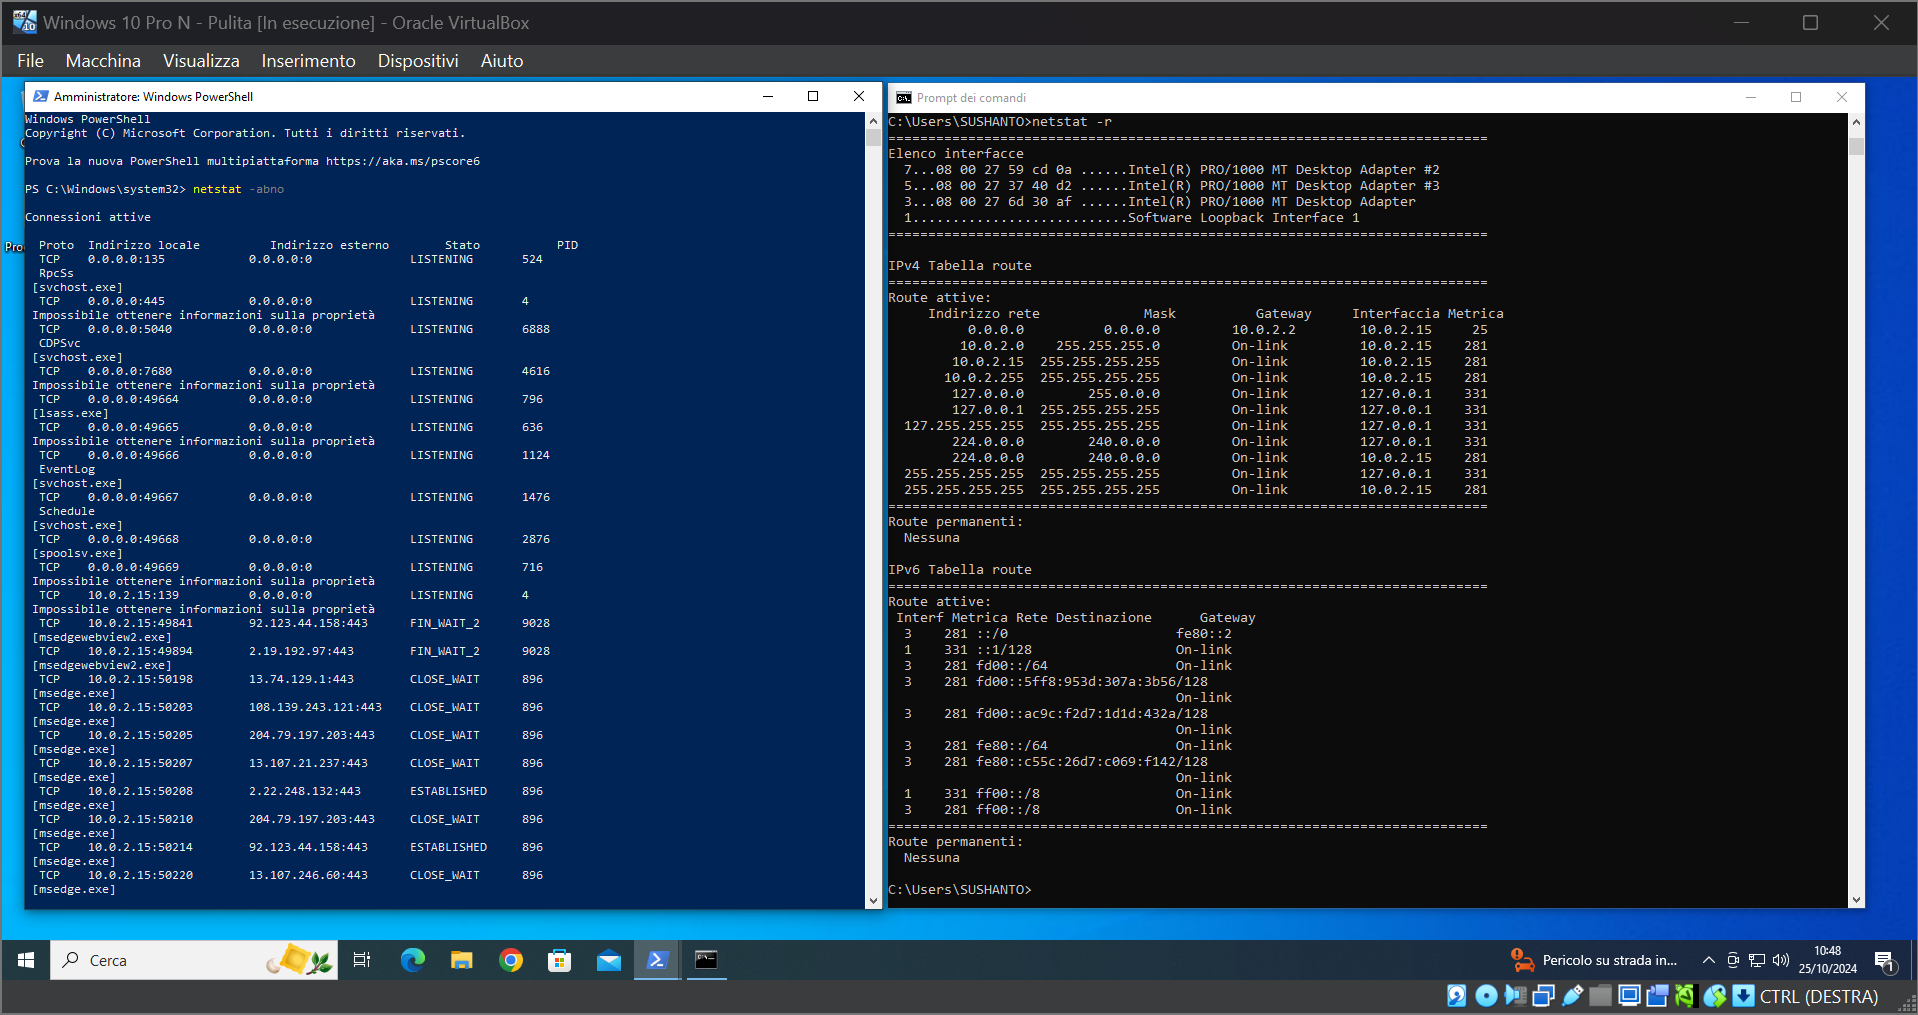 Windows 10 Pro N - Pulita [In esecuzione] - Oracle VirtualBox
File Macchina Visualizza Inserimento Dispositivi Aiuto
Amministratore: Windows PowerShell
Windows PowerShell
Copyright (C) Microsoft Corporation. Tutti i diritti riservati.
Prova la nuova PowerShell multipiattaforma https://aka.ms/pscore6
PS C:\Windows\system32> netstat -abno
Connessioni attive
Proto Indirizzo locale Indirizzo esterno Stato PID
TCP 0.0.0.0:135 0.0.0.0:0 LISTENING 524
RpcSs
[svchost.exe]
TCP 0.0.0.0:445 0.0.0.0:0 LISTENING 4
Impossibile ottenere informazioni sulla proprietà
TCP 0.0.0.0:5040 0.0.0.0:0 LISTENING 6888
CDPSvc
[svchost.exe]
TCP 0.0.0.0:7680 0.0.0.0:0 LISTENING 4616
Impossibile ottenere informazioni sulla proprietà
TCP 0.0.0.0:49664 0.0.0.0:0 LISTENING 796
[lsass.exe]
TCP 0.0.0.0:49665 0.0.0.0:0 LISTENING 636
Impossibile ottenere informazioni sulla proprietà
TCP 0.0.0.0:49666 0.0.0.0:0 LISTENING 1124
EventLog
[svchost.exe]
TCP 0.0.0.0:49667 0.0.0.0:0 LISTENING 1476
Schedule
[svchost.exe]
TCP 0.0.0.0:49668 0.0.0.0:0 LISTENING 2876
[spoolsv.exe]
TCP 0.0.0.0:49669 0.0.0.0:0 LISTENING 716
Impossibile ottenere informazioni sulla proprietà
TCP 10.0.2.15:139 0.0.0.0:0 LISTENING 4
Impossibile ottenere informazioni sulla proprietà
TCP 10.0.2.15:49841 92.123.44.158:443 FIN_WAIT_2 9028
[msedgewebview2.exe]
TCP 10.0.2.15:49894 2.19.192.97:443 FIN_WAIT_2 9028
[msedgewebview2.exe]
TCP 10.0.2.15:50198 13.74.129.1:443 CLOSE_WAIT 896
[msedge.exe]
TCP 10.0.2.15:50203 108.139.243.121:443 CLOSE_WAIT 896
[msedge.exe]
TCP 10.0.2.15:50205 204.79.197.203:443 CLOSE_WAIT 896
[msedge.exe]
TCP 10.0.2.15:50207 13.107.21.237:443 CLOSE_WAIT 896
[msedge.exe]
TCP 10.0.2.15:50208 2.22.248.132:443 ESTABLISHED 896
[msedge.exe]
TCP 10.0.2.15:50210 204.79.197.203:443 CLOSE_WAIT 896
[msedge.exe]
TCP 10.0.2.15:50214 92.123.44.158:443 ESTABLISHED 896
[msedge.exe]
TCP 10.0.2.15:50220 13.107.246.60:443 CLOSE_WAIT 896
[msedge.exe]
Prompt dei comandi
C:\Users\SUSHANTO>netstat -r
===========================================================================
Elenco interfacce
7...08 00 27 59 cd 0a ......Intel(R) PRO/1000 MT Desktop Adapter #2
5...08 00 27 37 40 d2 ......Intel(R) PRO/1000 MT Desktop Adapter #3
3...08 00 27 6d 30 af ......Intel(R) PRO/1000 MT Desktop Adapter
1...........................Software Loopback Interface 1
===========================================================================
IPv4 Tabella route
===========================================================================
Route attive:
Indirizzo rete Mask Gateway Interfaccia Metrica
0.0.0.0 0.0.0.0 10.0.2.2 10.0.2.15 25
10.0.2.0 255.255.255.0 On-link 10.0.2.15 281
10.0.2.15 255.255.255.255 On-link 10.0.2.15 281
10.0.2.255 255.255.255.255 On-link 10.0.2.15 281
127.0.0.0 255.0.0.0 On-link 127.0.0.1 331
127.0.0.1 255.255.255.255 On-link 127.0.0.1 331
127.255.255.255 255.255.255.255 On-link 127.0.0.1 331
224.0.0.0 240.0.0.0 On-link 127.0.0.1 331
224.0.0.0 240.0.0.0 On-link 10.0.2.15 281
255.255.255.255 255.255.255.255 On-link 127.0.0.1 331
255.255.255.255 255.255.255.255 On-link 10.0.2.15 281
===========================================================================
Route permanenti:
Nessuna
IPv6 Tabella route
===========================================================================
Route attive:
Interf Metrica Rete Destinazione Gateway
3 281 ::/0 fe80::2
1 331 ::1/128 On-link
3 281 fd00::/64 On-link
3 281 fd00::5ff8:953d:307a:3b56/128
On-link
3 281 fd00::ac9c:f2d7:1d1d:432a/128
On-link
3 281 fe80::/64 On-link
3 281 fe80::c55c:26d7:c069:f142/128
On-link
1 331 ff00::/8 On-link
3 281 ff00::/8 On-link
===========================================================================
Route permanenti:
Nessuna
C:\Users\SUSHANTO>
Cerca
Pericolo su strada in...
10:48
25/10/2024
1
CTRL (DESTRA)